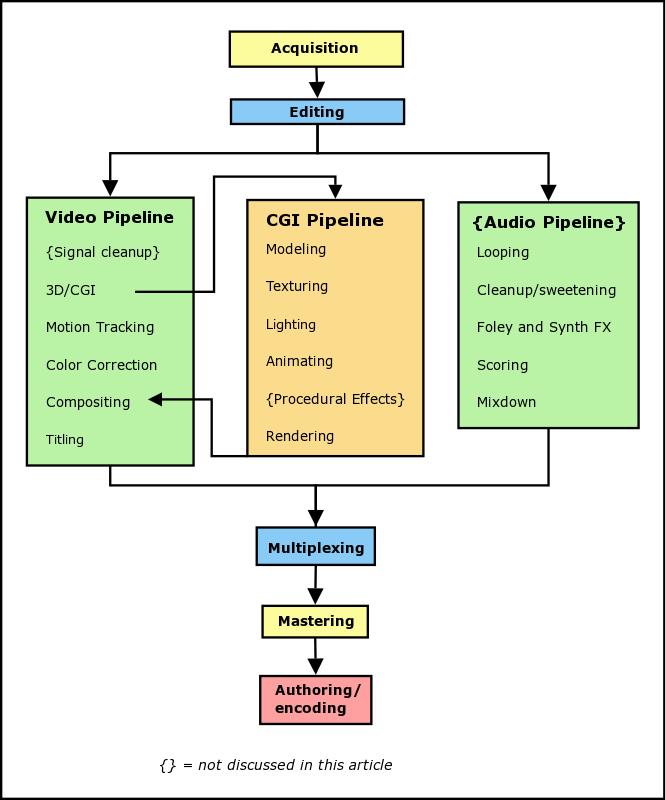 Acquisition
Editing
Video Pipeline
{Signal cleanup}
3D/CGI
Motion Tracking
Color Correction
Compositing
Titling
CGI Pipeline
Modeling
Texturing
Lighting
Animating
{Procedural Effects}
Rendering
{Audio Pipeline}
Looping
Cleanup/sweetening
Foley and Synth FX
Scoring
Mixdown
Multiplexing
Mastering
Authoring/
encoding
{} = not discussed in this article